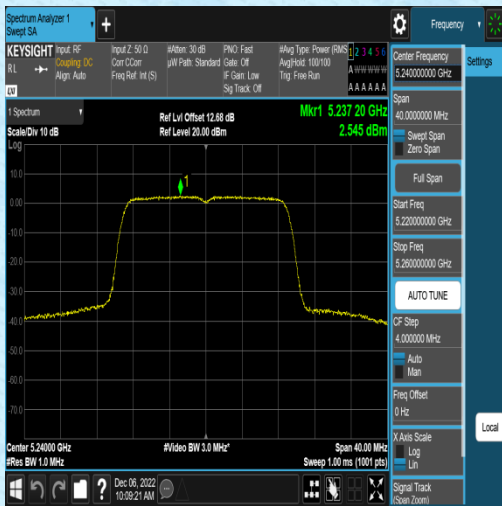 Spectrum Analyzer 1
Swept SA
+
Frequency
KEYSIGHT
Input: RF
Input Z: 50 Ω
#Atten: 30 dB
PNO: Fast
#Avg Type: Power (RMS
1 2 3 4 5 6
RL
Coupling: DC
Corr CCorr
µW Path: Standard
Gate: Off
Avg|Hold: 100/100
A W W W W W
Align: Auto
Freq Ref: Int (S)
IF Gain: Low
Trig: Free Run
Sig Track: Off
A A A A A A
LXI
1 Spectrum
Ref Lvl Offset 12.68 dB
Mkr1 5.237 20 GHz
Scale/Div 10 dB
Ref Level 20.00 dBm
2.545 dBm
Log
1
10.0
0.00
-10.0
-20.0
-30.0
-40.0
-50.0
-60.0
-70.0
Center 5.24000 GHz
#Video BW 3.0 MHz*
Span 40.00 MHz
#Res BW 1.0 MHz
Sweep 1.00 ms (1001 pts)
?
Dec 06, 2022
10:09:21 AM
Center Frequency
Settings
5.240000000 GHz
Span
40.0000000 MHz
Swept Span
Zero Span
Full Span
Start Freq
5.220000000 GHz
Stop Freq
5.260000000 GHz
AUTO TUNE
CF Step
4.000000 MHz
Auto
Man
Freq Offset
0 Hz
Local
X Axis Scale
Log
Lin
Signal Track
(Span Zoom)